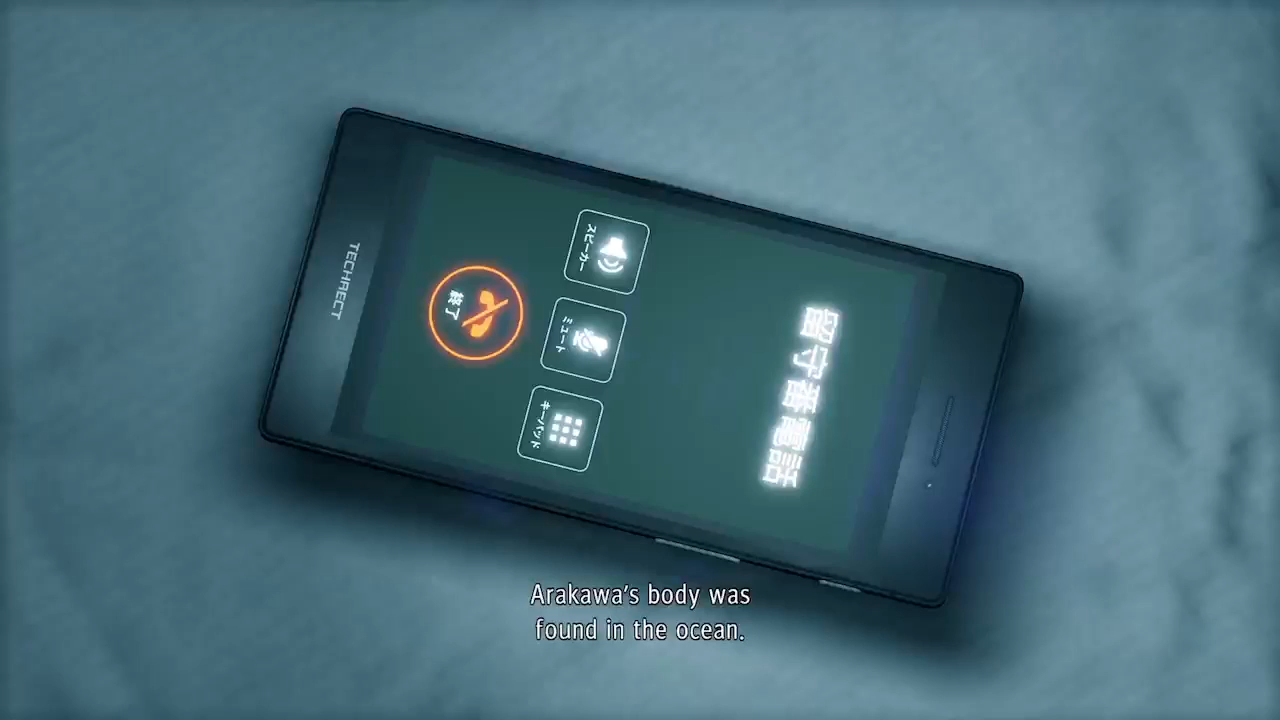 留守番電話
スピーカー
ミュート
キーパッド
終了
TECHRECT
Arakawa's body was
found in the ocean.